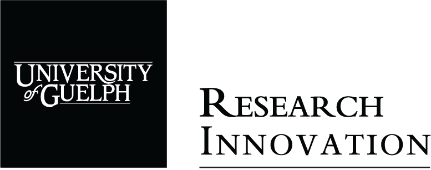 UNIVERSITY
of GUELPH
RESEARCH
INNOVATION